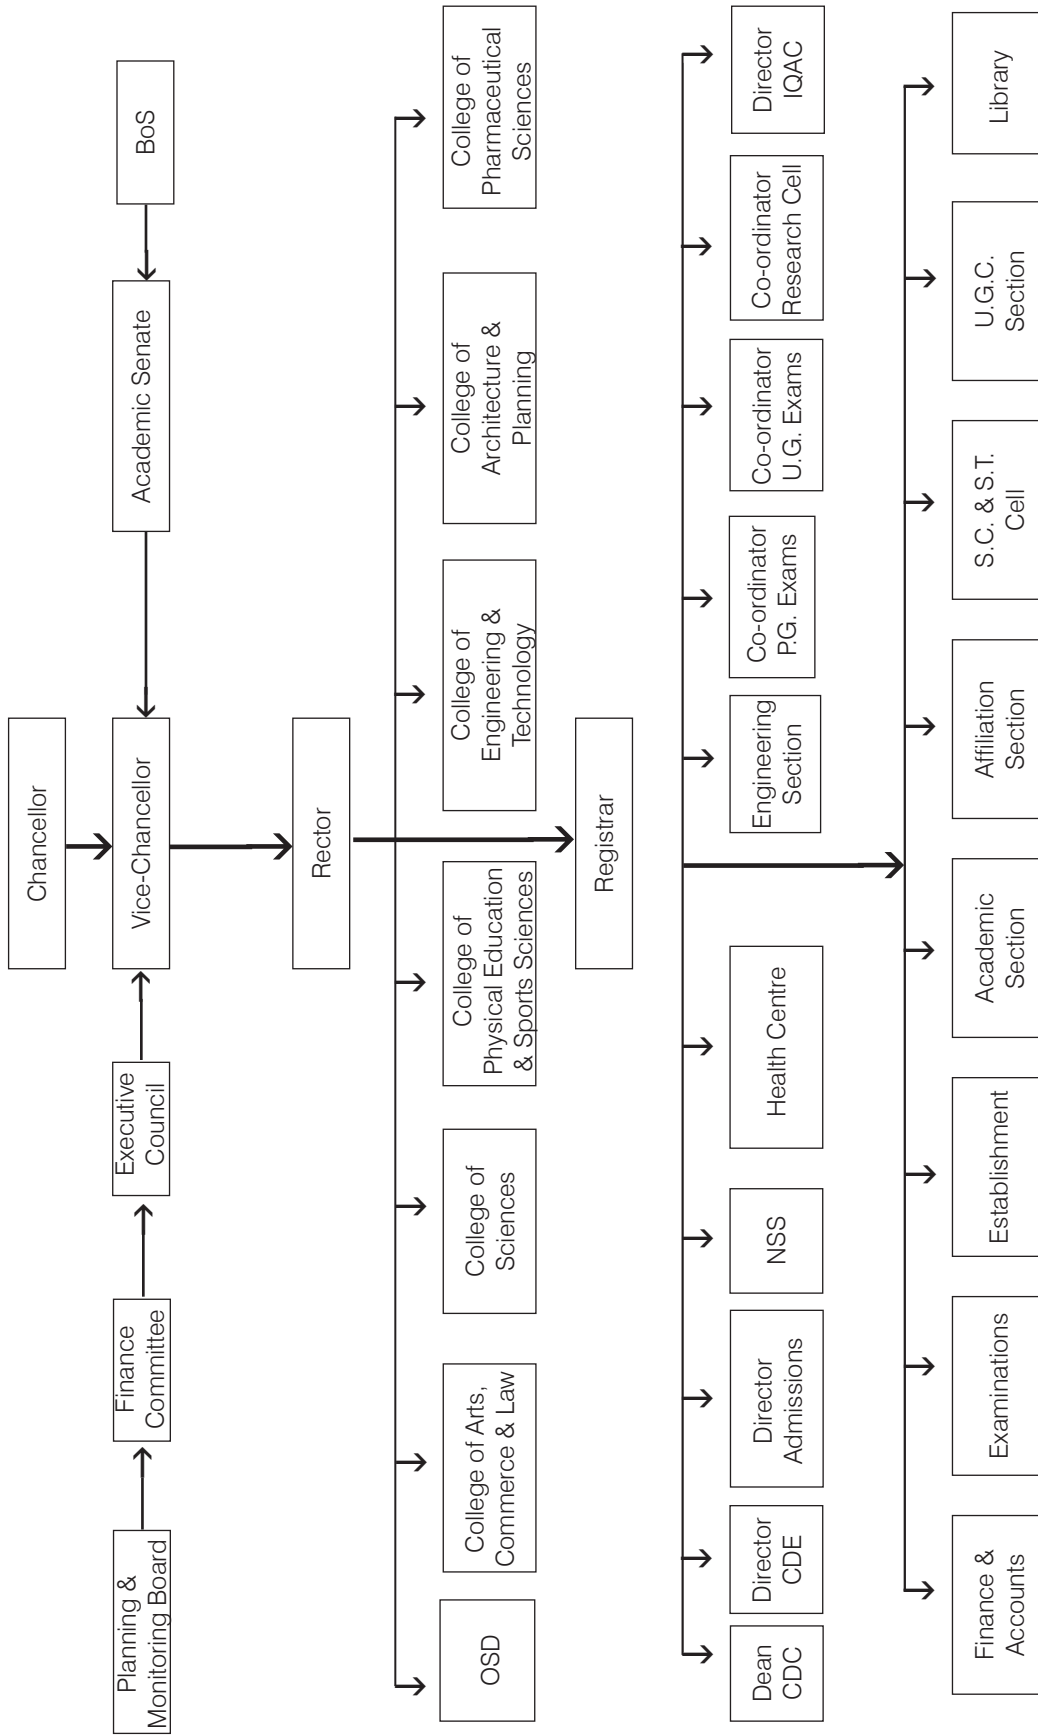 Chancellor
Planning &
Monitoring Board
Finance
Committee
Executive
Council
Vice-Chancellor
Academic Senate
BoS
Rector
OSD
College of Arts,
Commerce & Law
College of
Sciences
College of
Physical Education
& Sports Sciences
College of
Engineering &
Technology
College of
Architecture &
Planning
College of
Pharmaceutical
Sciences
Registrar
Dean
CDC
Director
CDE
Director
Admissions
NSS
Health Centre
Engineering
Section
Co-ordinator
P.G. Exams
Co-ordinator
U.G. Exams
Co-ordinator
Research Cell
Director
IQAC
Finance &
Accounts
Examinations
Establishment
Academic
Section
Affiliation
Section
S.C. & S.T.
Cell
U.G.C.
Section
Library